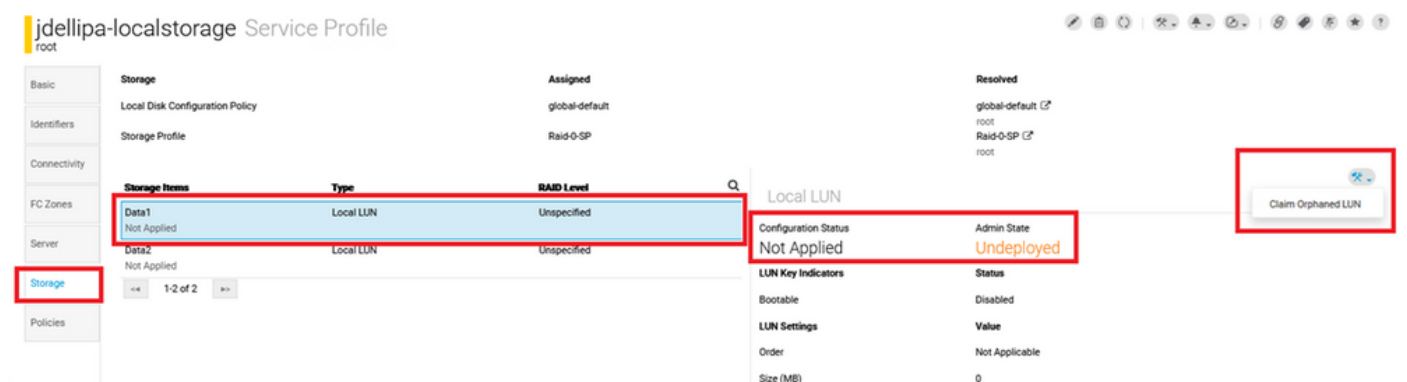 jdellipa-localstorage Service Profile
root
Basic
Identifiers
Connectivity
FC Zones
Server
Storage
Policies
Storage Assigned Resolved
Local Disk Configuration Policy global-default global-default
root
Storage Profile Raid-0-SP Raid-0-SP
root
Storage Items Type RAID Level
Data1 Local LUN Unspecified
Not Applied
Data2 Local LUN Unspecified
Not Applied
<< 1-2 of 2 >>
Local LUN
Claim Orphaned LUN
Configuration Status Admin State
Not Applied Undeployed
LUN Key Indicators Status
Bootable Disabled
LUN Settings Value
Order Not Applicable
Size (MB) 0